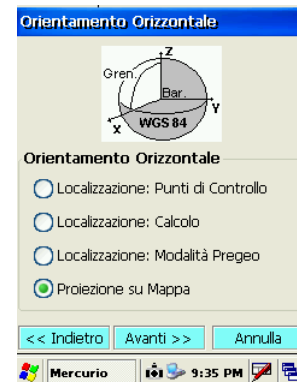 Orientamento Orizzontale
Z
Gren.
Bar.
Y
X
WGS 84
Orientamento Orizzontale
Localizzazione: Punti di Controllo
Localizzazione: Calcolo
Localizzazione: Modalità Pregeo
Proiezione su Mappa
<< Indietro Avanti >> Annulla
Mercurio 9:35 PM